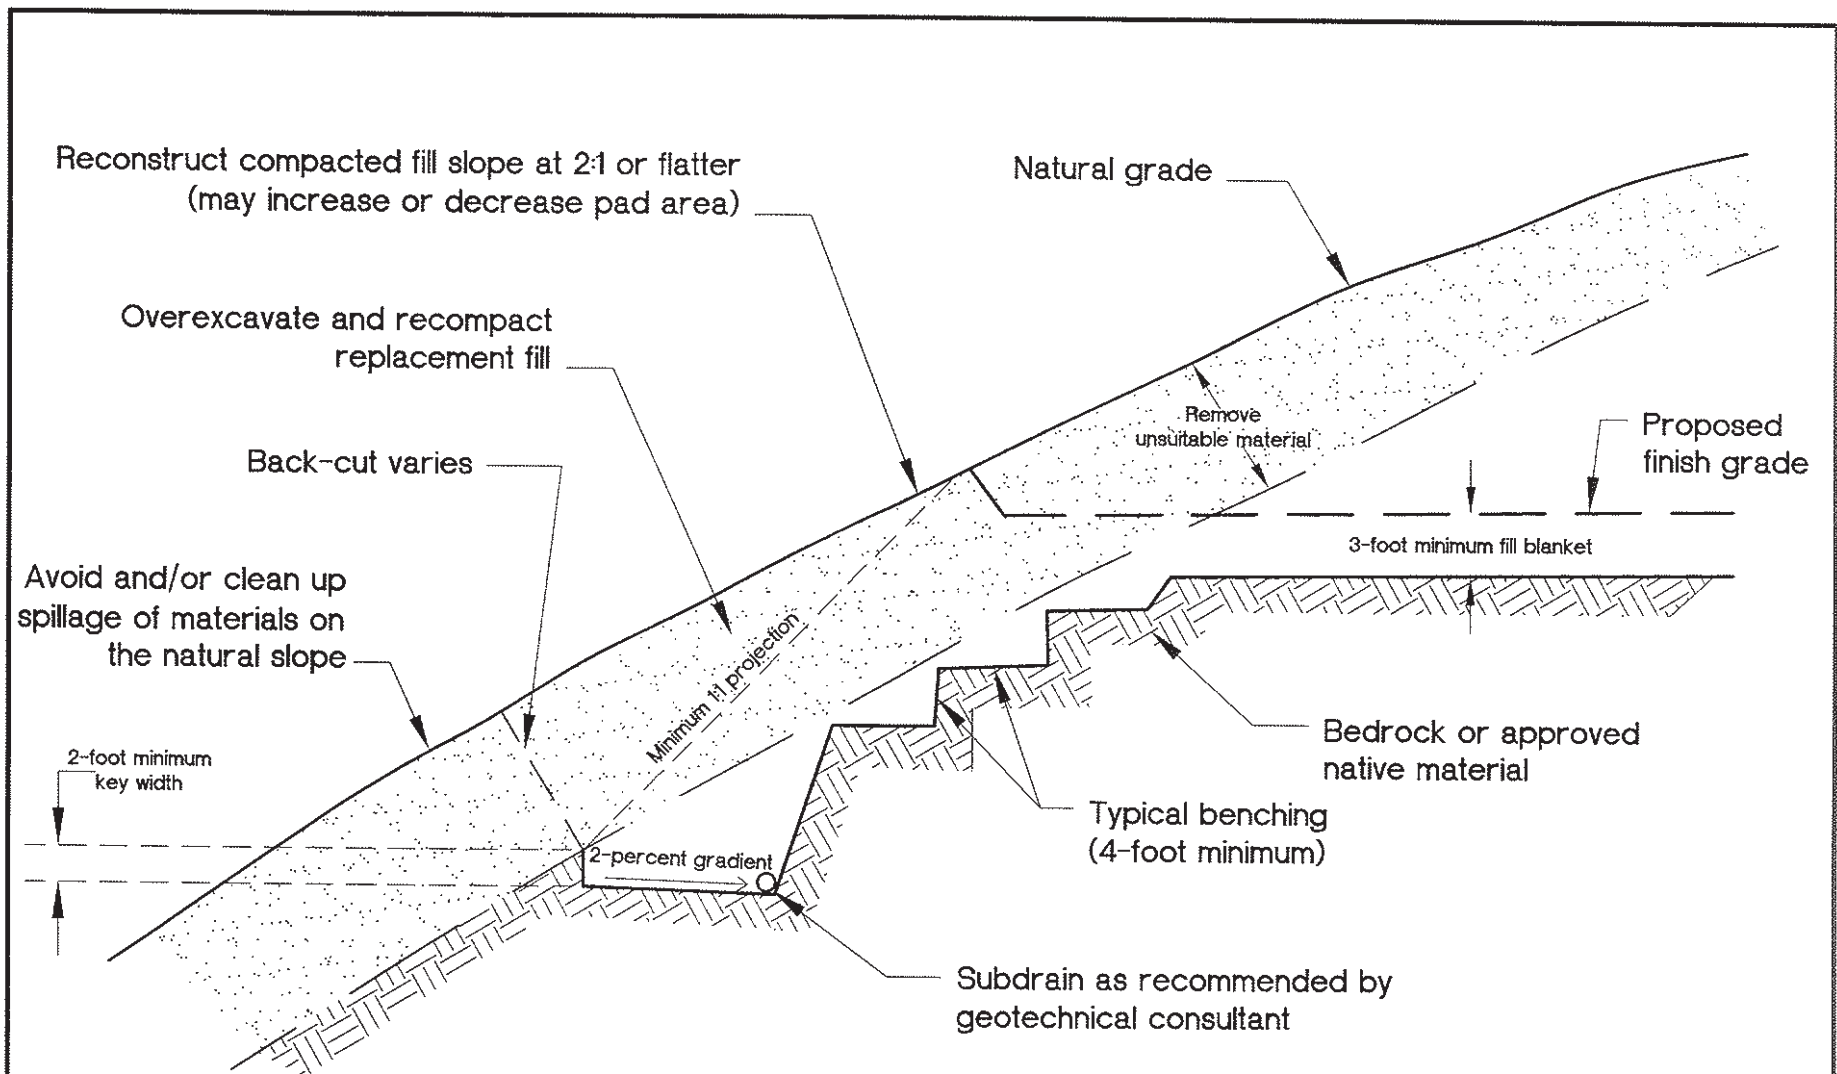 Reconstruct compacted fill slope at 2:1 or flatter
(may increase or decrease pad area)
Natural grade
Overexcavate and recompact
replacement fill
Remove
unsuitable material
Proposed
finish grade
Back-cut varies
3-foot minimum fill blanket
Avoid and/or clean up
spillage of materials on
the natural slope
Minimum 1:1 projection
2-foot minimum
key width
Bedrock or approved
native material
Typical benching
(4-foot minimum)
2-percent gradient
Subdrain as recommended by
geotechnical consultant